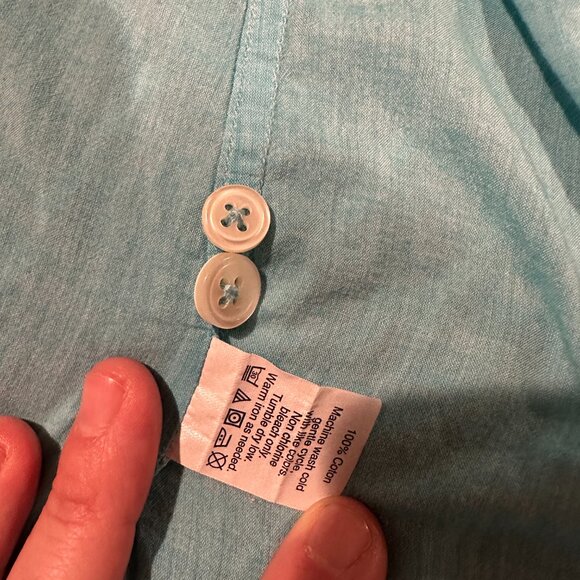 100% Cotton
Machine wash cold
gentle cycle,
with like colors.
Non chlorine
bleach only.
Tumble dry low.
Warm iron as needed.
30